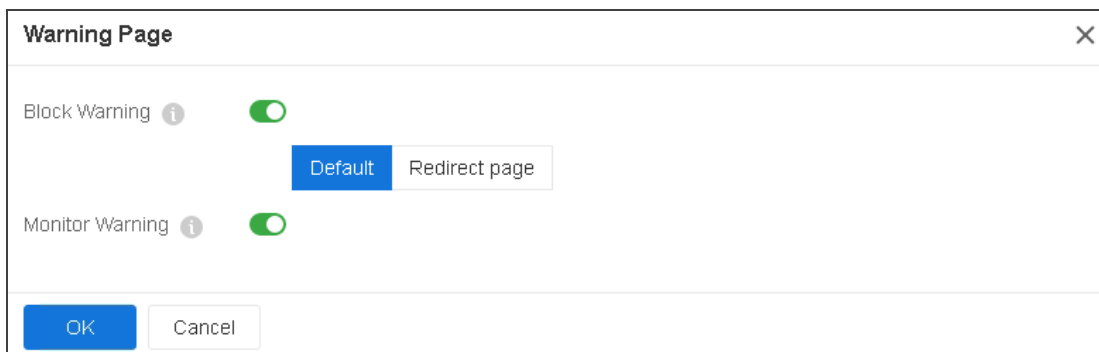 Warning Page
Block Warning
Default Redirect page
Monitor Warning
OK Cancel